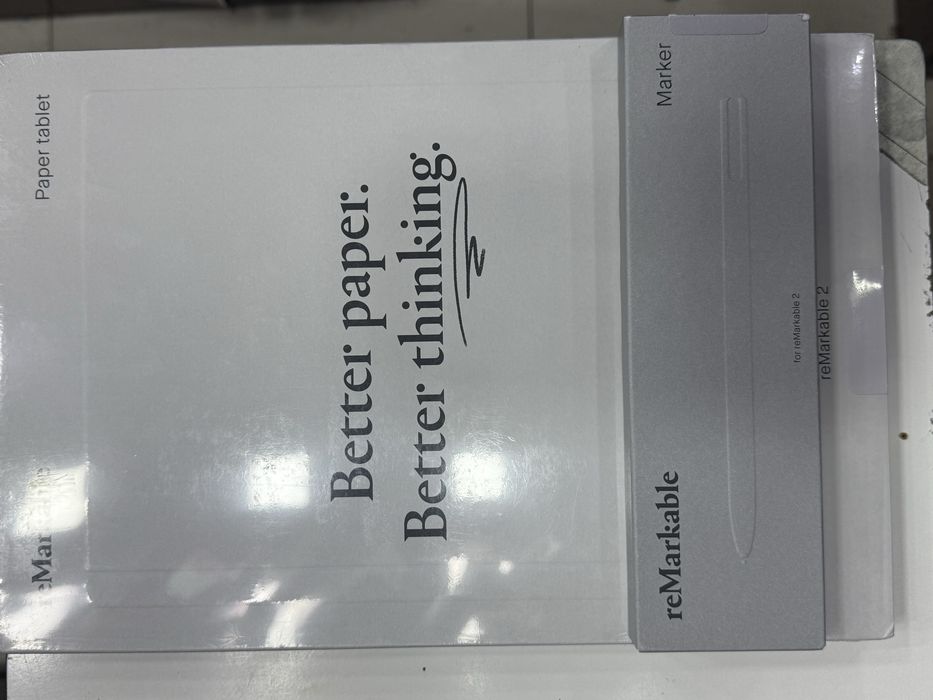 reMarkable
Paper tablet
Better paper.
Better thinking.
reMarkable
Marker
for reMarkable 2
reMarkable 2